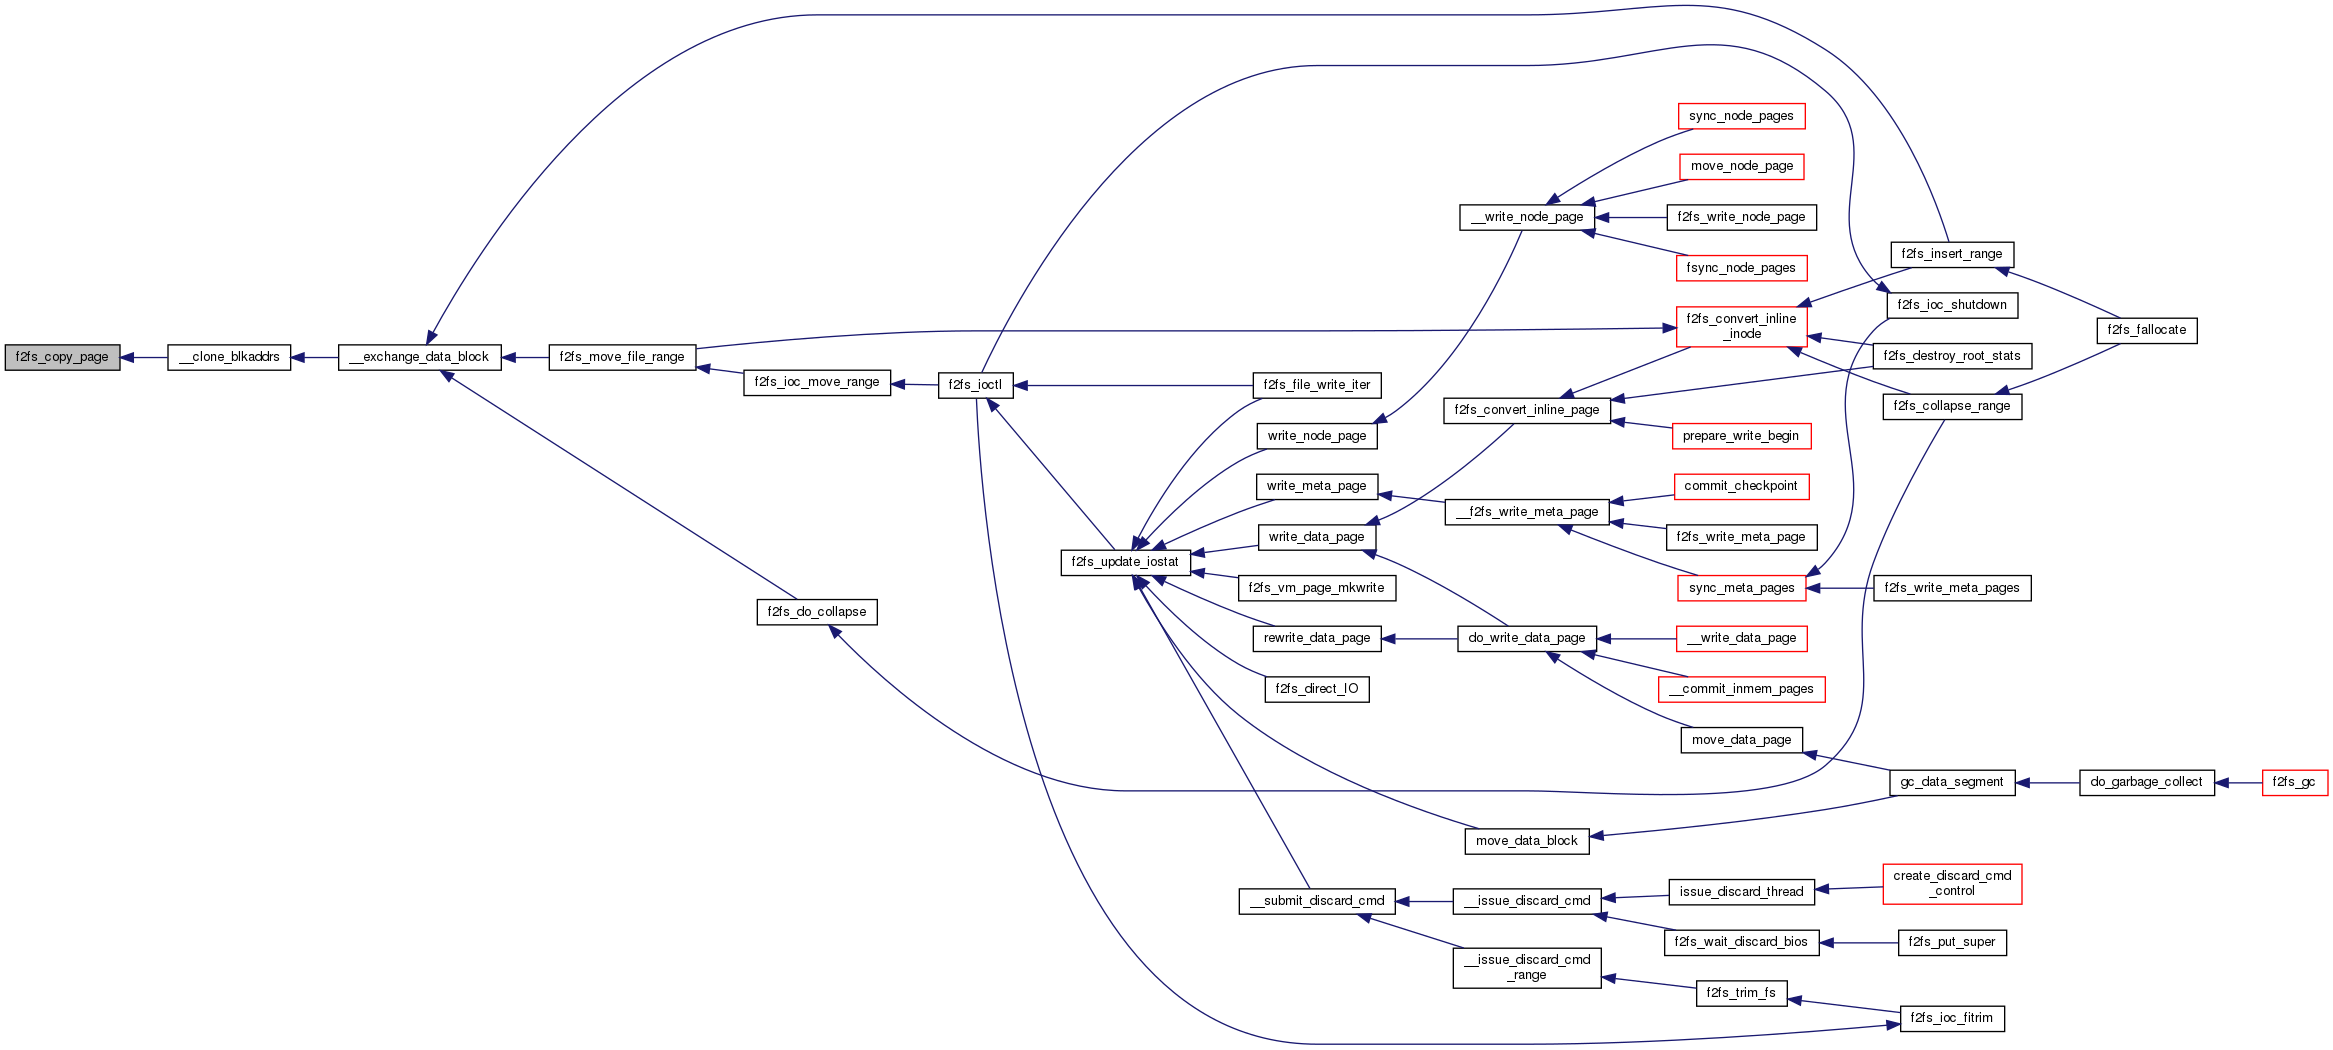 f2fs_copy_page
__clone_blkaddrs
__exchange_data_block
f2fs_move_file_range
f2fs_do_collapse
f2fs_ioc_move_range
f2fs_ioctl
f2fs_update_iostat
f2fs_file_write_iter
write_node_page
write_meta_page
write_data_page
f2fs_vm_page_mkwrite
rewrite_data_page
f2fs_direct_IO
__submit_discard_cmd
__write_node_page
f2fs_convert_inline_page
__f2fs_write_meta_page
do_write_data_page
move_data_block
__issue_discard_cmd
__issue_discard_cmd
_range
sync_node_pages
move_node_page
f2fs_write_node_page
fsync_node_pages
f2fs_convert_inline
_inode
prepare_write_begin
commit_checkpoint
f2fs_write_meta_page
sync_meta_pages
__write_data_page
__commit_inmem_pages
move_data_page
issue_discard_thread
f2fs_wait_discard_bios
f2fs_trim_fs
f2fs_insert_range
f2fs_ioc_shutdown
f2fs_destroy_root_stats
f2fs_collapse_range
f2fs_write_meta_pages
gc_data_segment
create_discard_cmd
_control
f2fs_put_super
f2fs_ioc_fitrim
f2fs_fallocate
do_garbage_collect
f2fs_gc